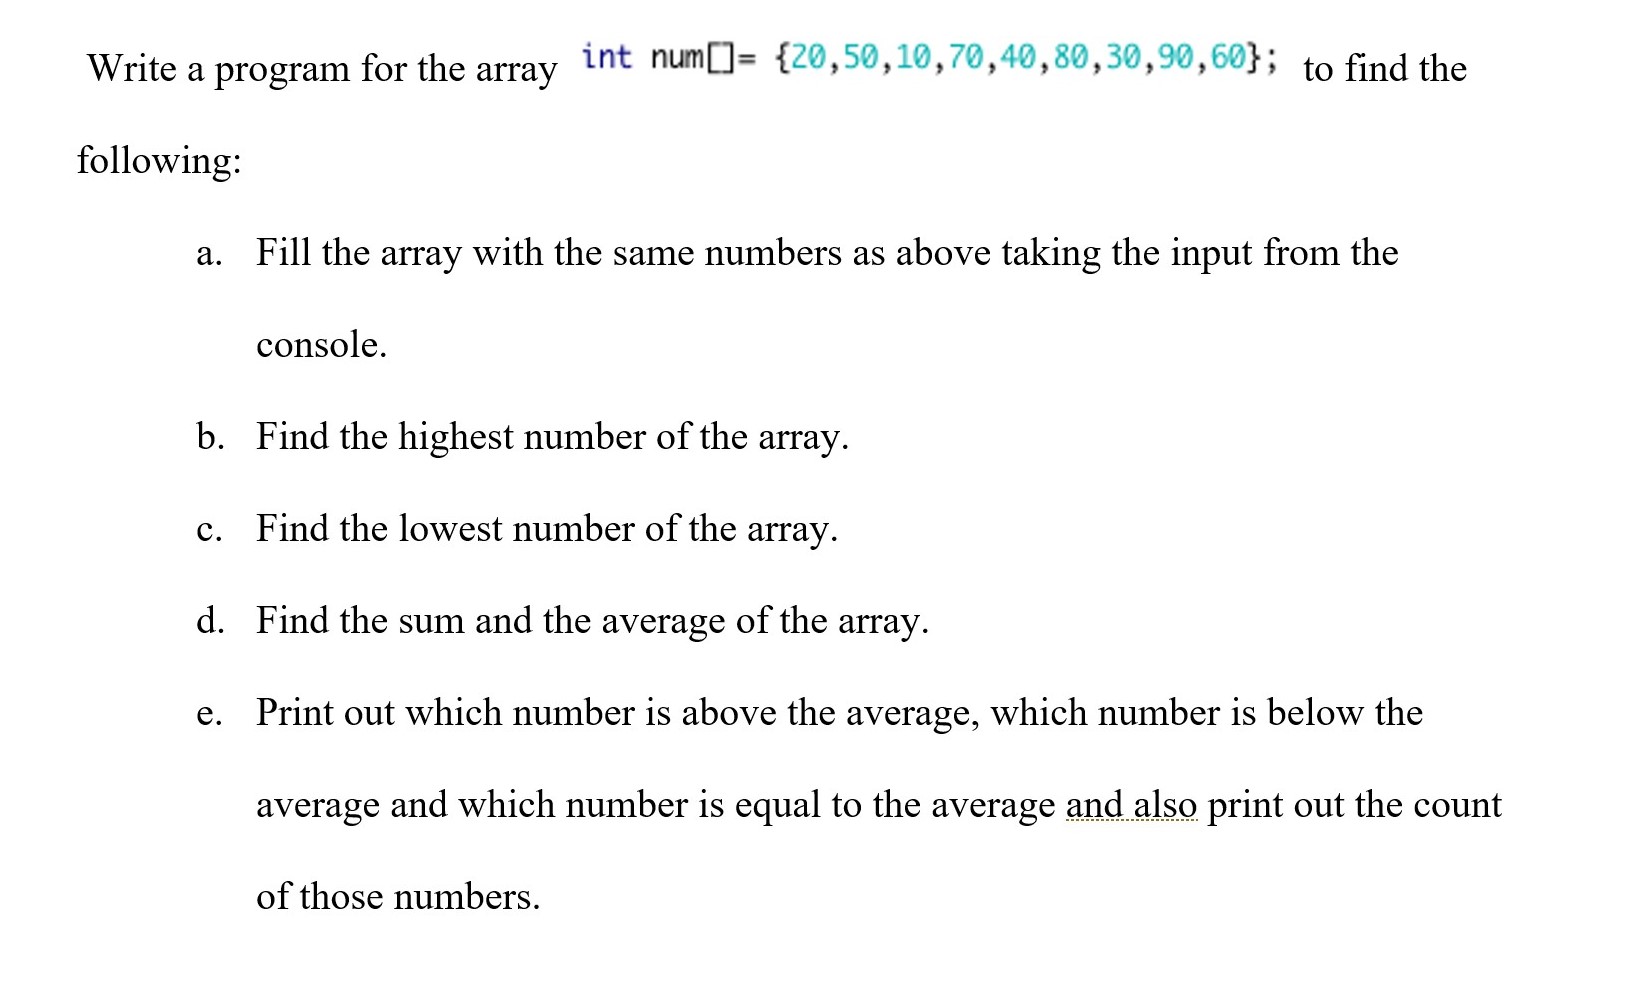 Write a program for the array int num[]= {20,50,10,70,40,80,30,90,60}; to find the
following:
a. Fill the array with the same numbers as above taking the input from the
console.
b. Find the highest number of the array.
c. Find the lowest number of the array.
d. Find the sum and the average of the array.
e. Print out which number is above the average, which number is below the
average and which number is equal to the average and also print out the count
of those numbers.